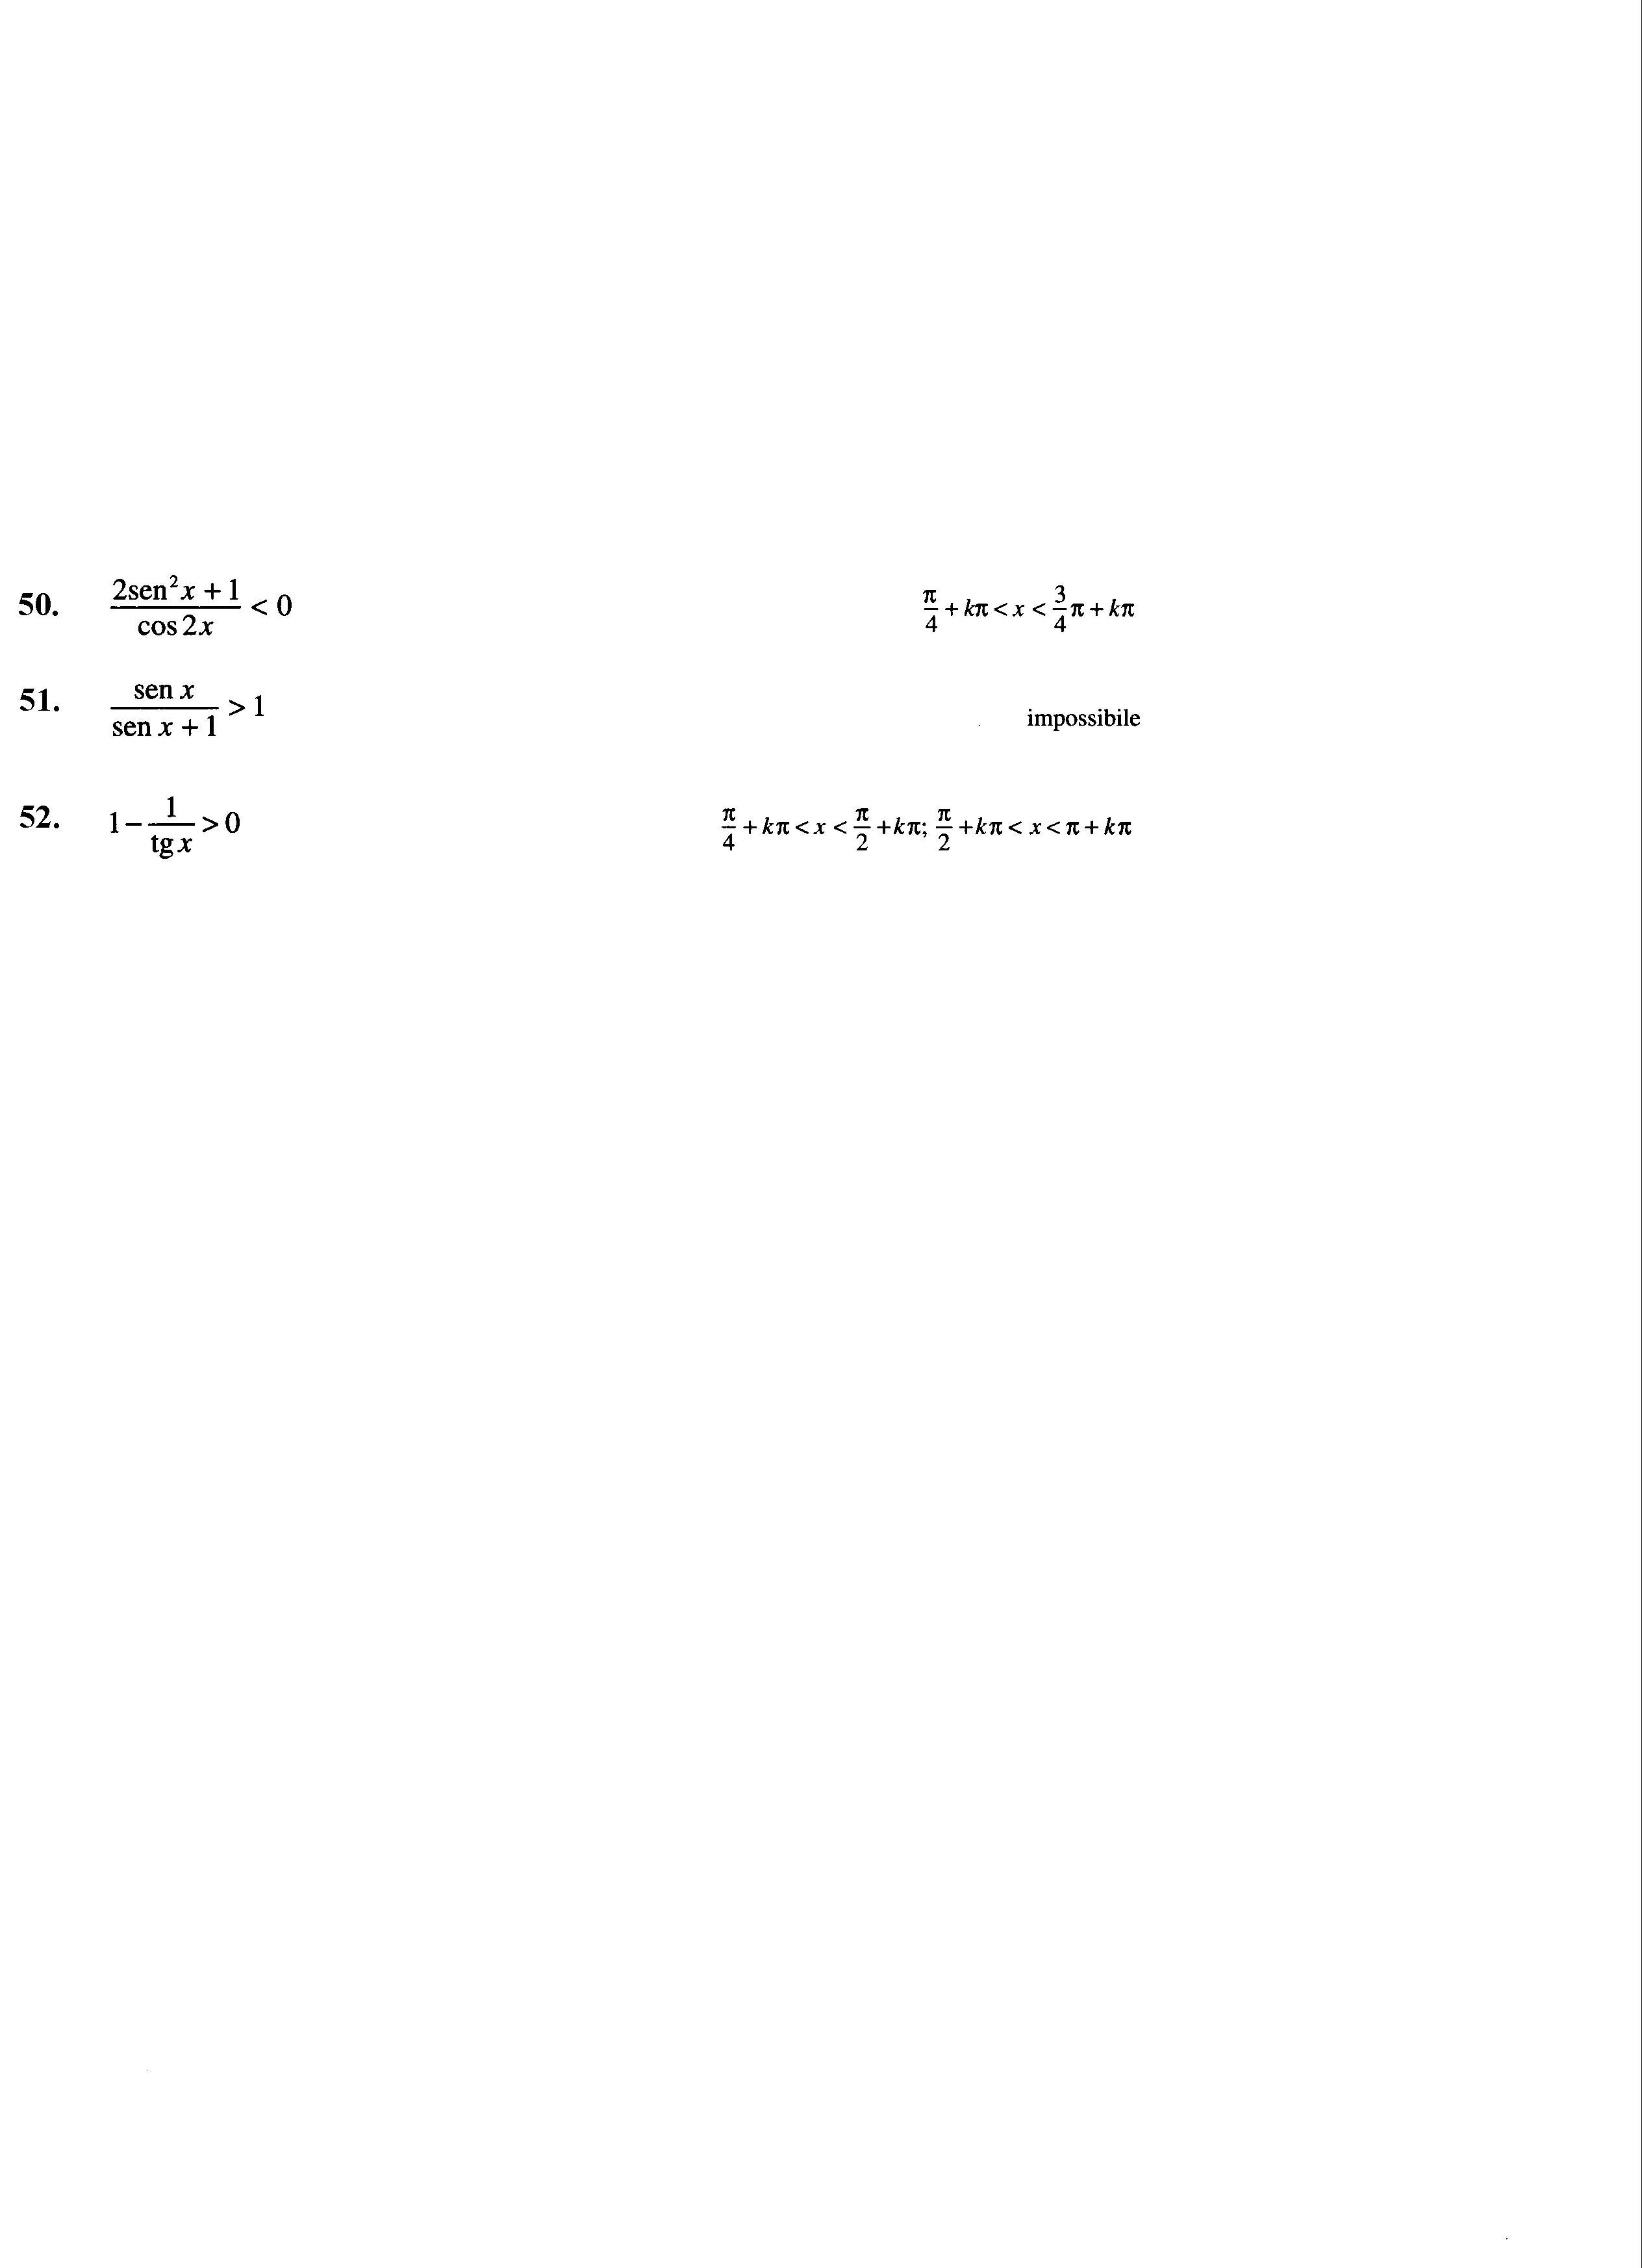 50. (2sen²x + 1)/(cos 2x) < 0    π/4 + kπ < x < 3/4 π + kπ
51. (sen x)/(sen x + 1) > 1    impossibile
52. 1 − 1/(tg x) > 0    π/4 + kπ < x < π/2 + kπ; π/2 + kπ < x < π + kπ